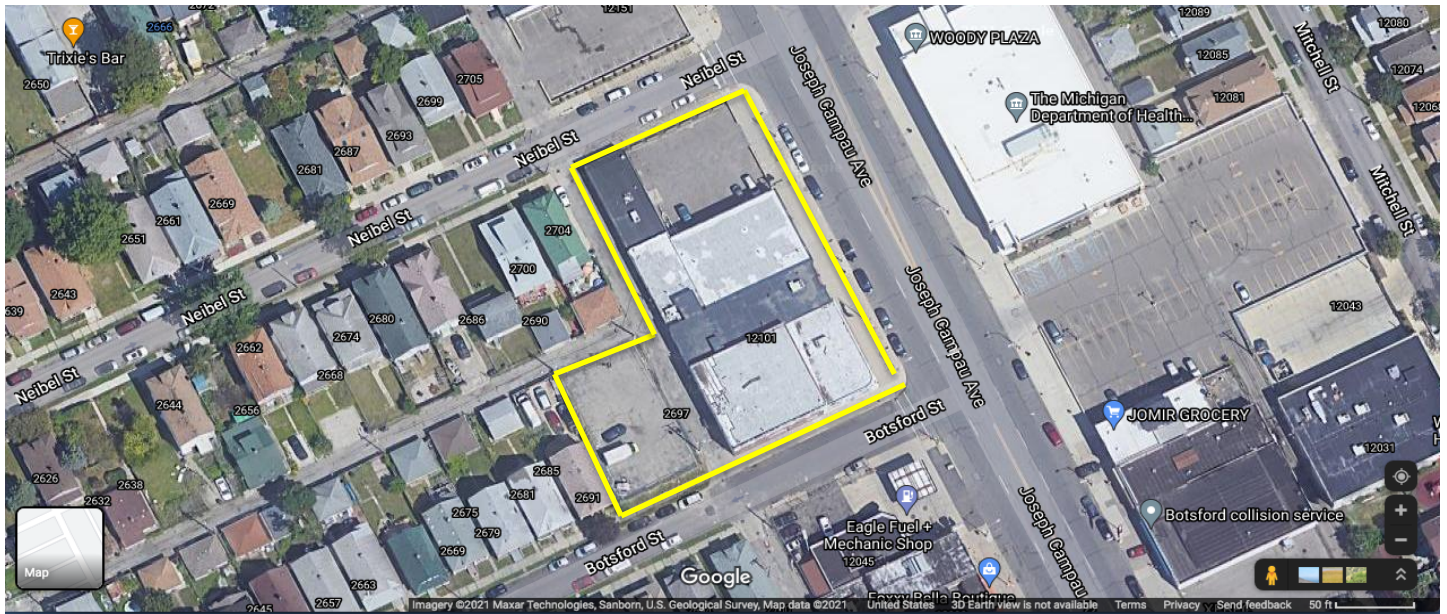 12151
2666
Trixie's Bar
2650
2705
2699
2693
2687
2681
2669
2661
2651
2643
Neibel St
Neibel St
Neibel St
Neibel St
Neibel St
Joseph Campau Ave
Joseph Campau Ave
Joseph Campau
WOODY PLAZA
The Michigan
Department of Health...
12089
12085
12081
12080
12074
Mitchell St
Mitchell St
2704
2700
2690
2686
2680
2674
2668
2662
2656
2644
2638
2632
2626
12101
2697
2691
2685
2681
2679
2675
2669
2663
2657
2645
Botsford St
Botsford St
12043
JOMIR GROCERY
12031
Botsford collision service
Eagle Fuel +
Mechanic Shop
12045
Foxxy Bella Boutique
Map
Google
Imagery ©2021 Maxar Technologies, Sanborn, U.S. Geological Survey, Map data ©2021 United States 3D Earth view is not available Terms Privacy Send feedback 50 ft